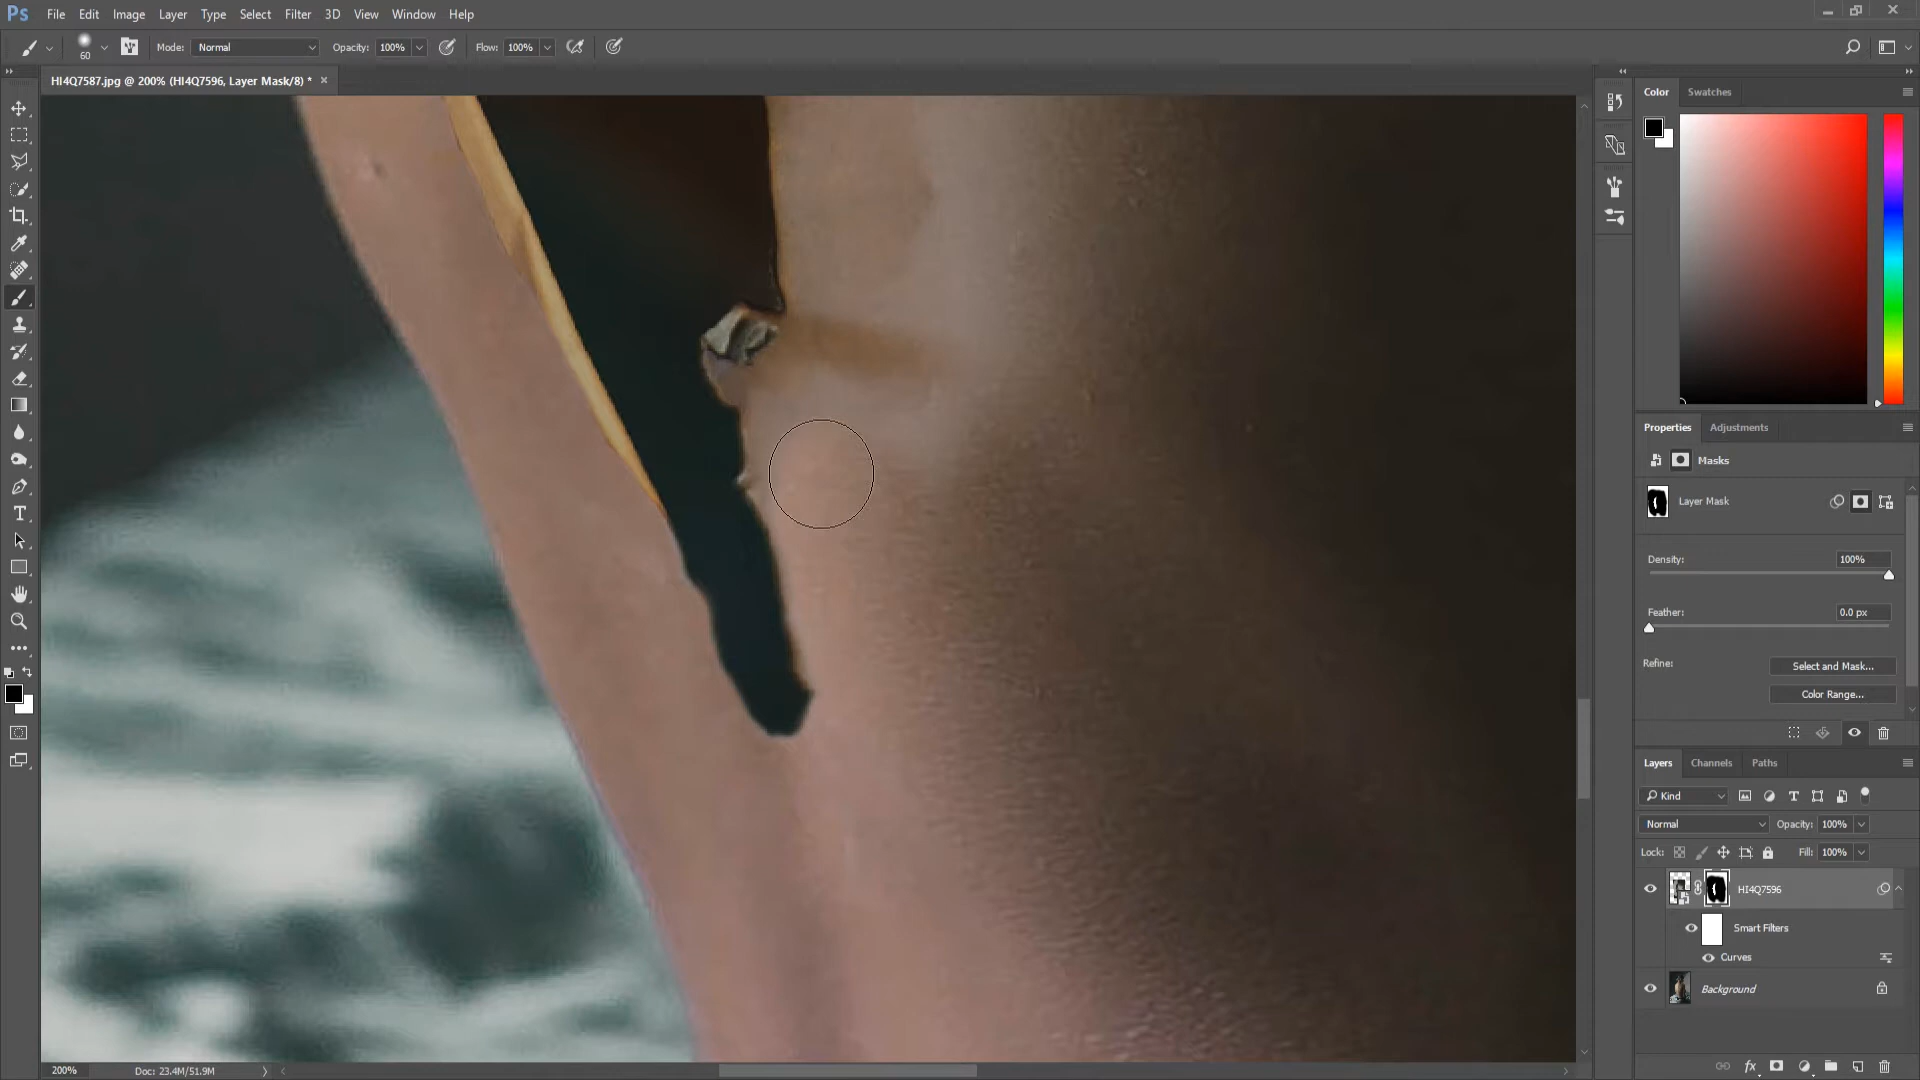 Ps File Edit Image Layer Type Select Filter 3D View Window Help
60 Mode: Normal Opacity: 100% Flow: 100%
HI4Q7587.jpg @ 200% (HI4Q7596, Layer Mask/8) * ×
Color Swatches
Properties Adjustments
Masks
Layer Mask
Density: 100%
Feather: 0.0 px
Refine: Select and Mask...
Color Range...
Layers Channels Paths
Kind
Normal Opacity: 100%
Lock: Fill: 100%
HI4Q7596
Smart Filters
Curves
Background
fx
200% Doc: 23.4M/51.9M